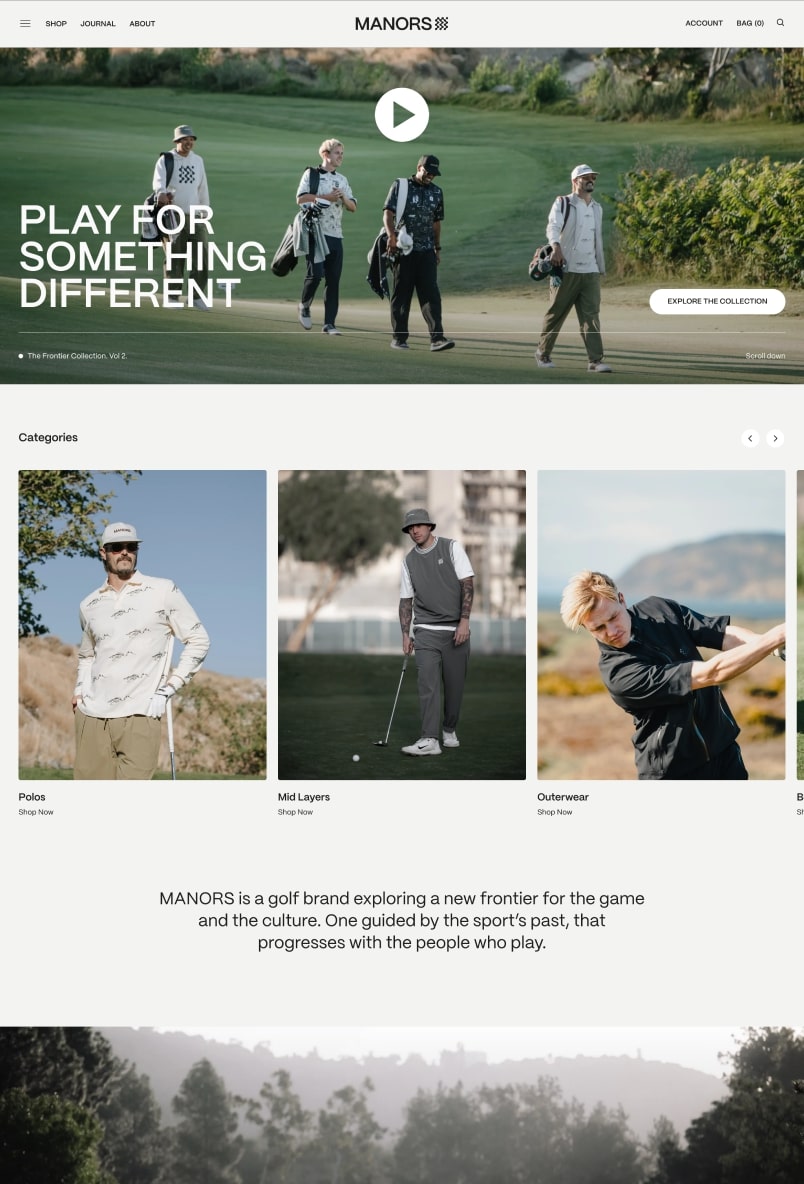 SHOP JOURNAL ABOUT MANORS ACCOUNT BAG (0)
PLAY FOR
SOMETHING
DIFFERENT
EXPLORE THE COLLECTION
The Frontier Collection. Vol 2. Scroll down
Categories
MANORS
Polos Mid Layers Outerwear B
Shop Now Shop Now Shop Now Sh
MANORS is a golf brand exploring a new frontier for the game
and the culture. One guided by the sport’s past, that
progresses with the people who play.